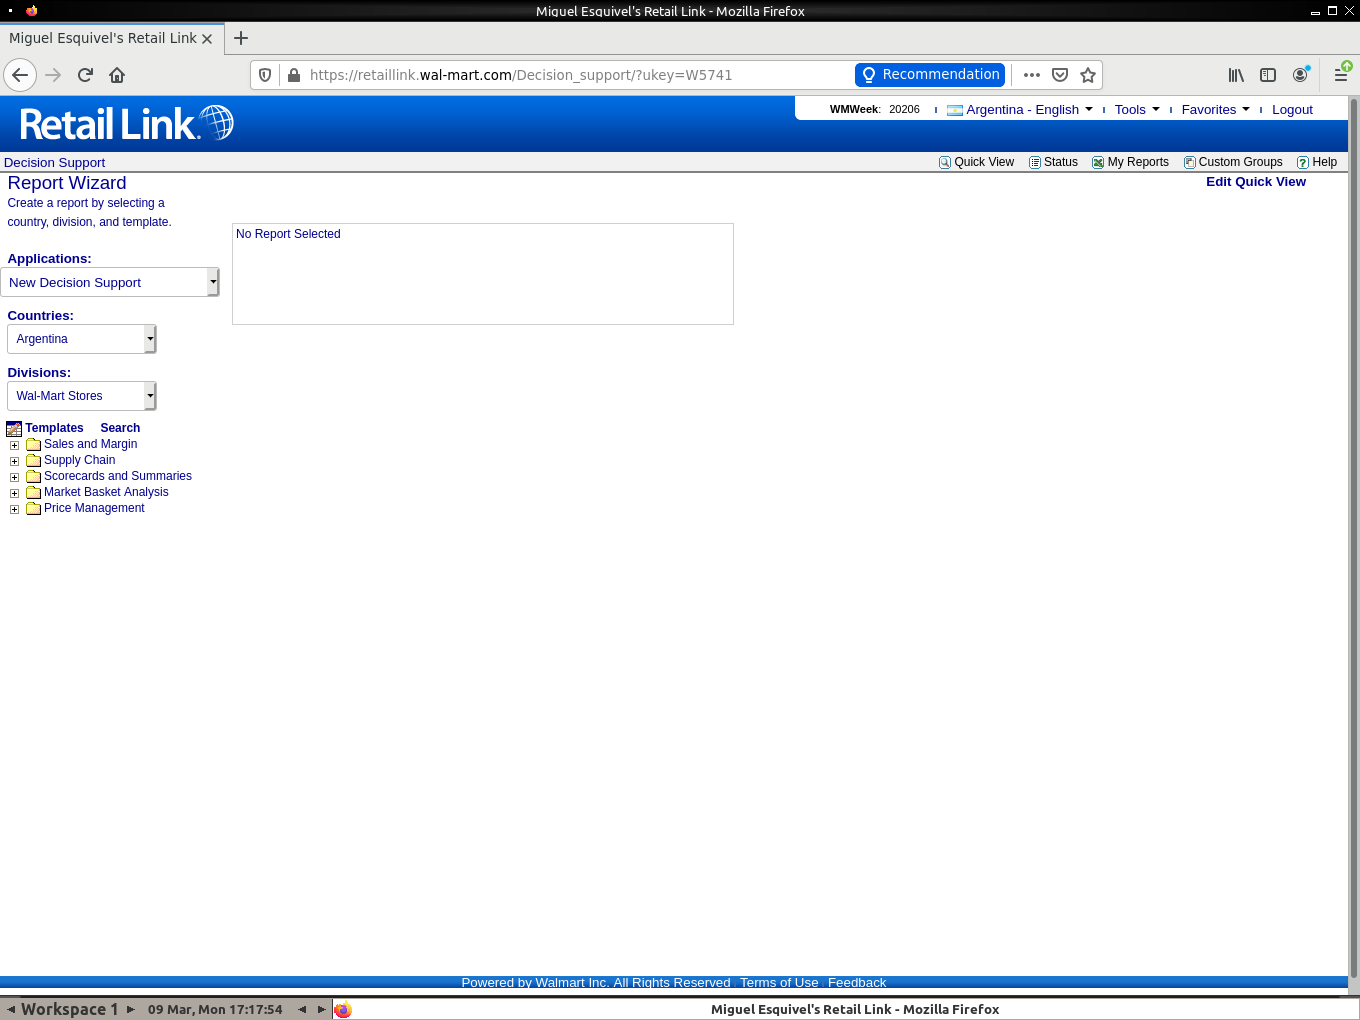 Miguel Esquivel's Retail Link - Mozilla Firefox
Miguel Esquivel's Retail Link
https://retaillink.wal-mart.com/Decision_support/?ukey=W5741
Recommendation
Retail Link
WMWeek: 20206
Argentina - English
Tools
Favorites
Logout
Decision Support
Quick View
Status
My Reports
Custom Groups
Help
Report Wizard
Edit Quick View
Create a report by selecting a
country, division, and template.
No Report Selected
Applications:
New Decision Support
Countries:
Argentina
Divisions:
Wal-Mart Stores
Templates
Search
Sales and Margin
Supply Chain
Scorecards and Summaries
Market Basket Analysis
Price Management
Powered by Walmart Inc. All Rights Reserved
Terms of Use
Feedback
Workspace 1
09 Mar, Mon 17:17:54
Miguel Esquivel's Retail Link - Mozilla Firefox